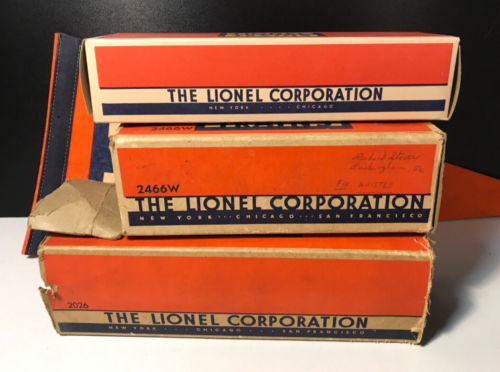 THE LIONEL CORPORATION
NEW YORK ···· CHICAGO
2466W
2466W
THE LIONEL CORPORATION
NEW YORK ··· CHICAGO ··· SAN FRANCISCO
2026
THE LIONEL CORPORATION
NEW YORK ···· CHICAGO ···· SAN FRANCISCO